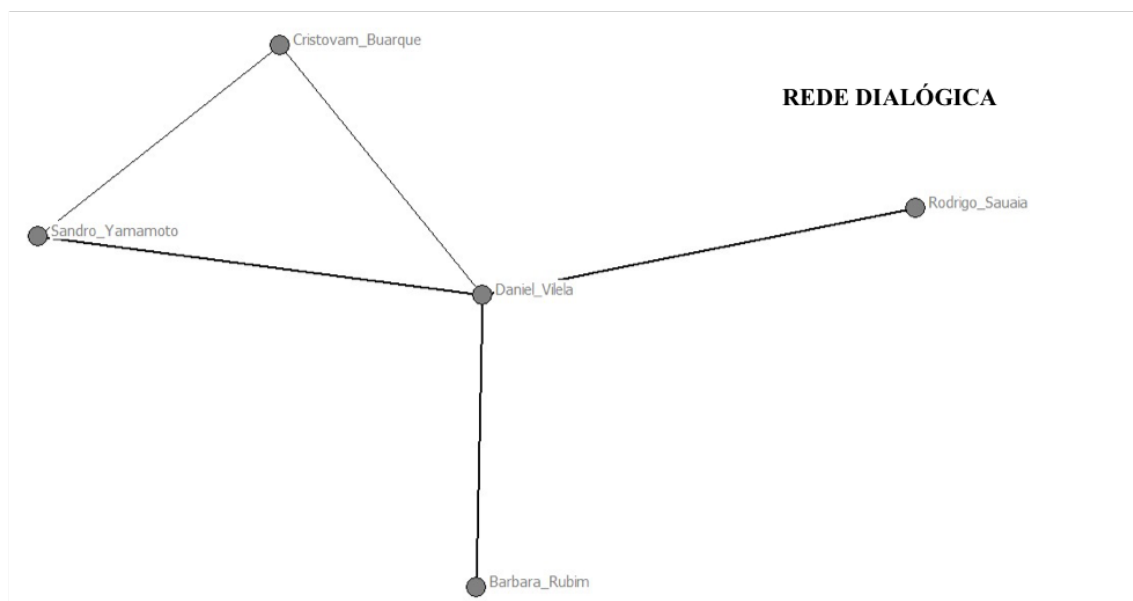 Cristovam_Buarque
REDE DIALÓGICA
Rodrigo_Sauaia
Sandro_Yamamoto
Daniel_Vilela
Barbara_Rubim